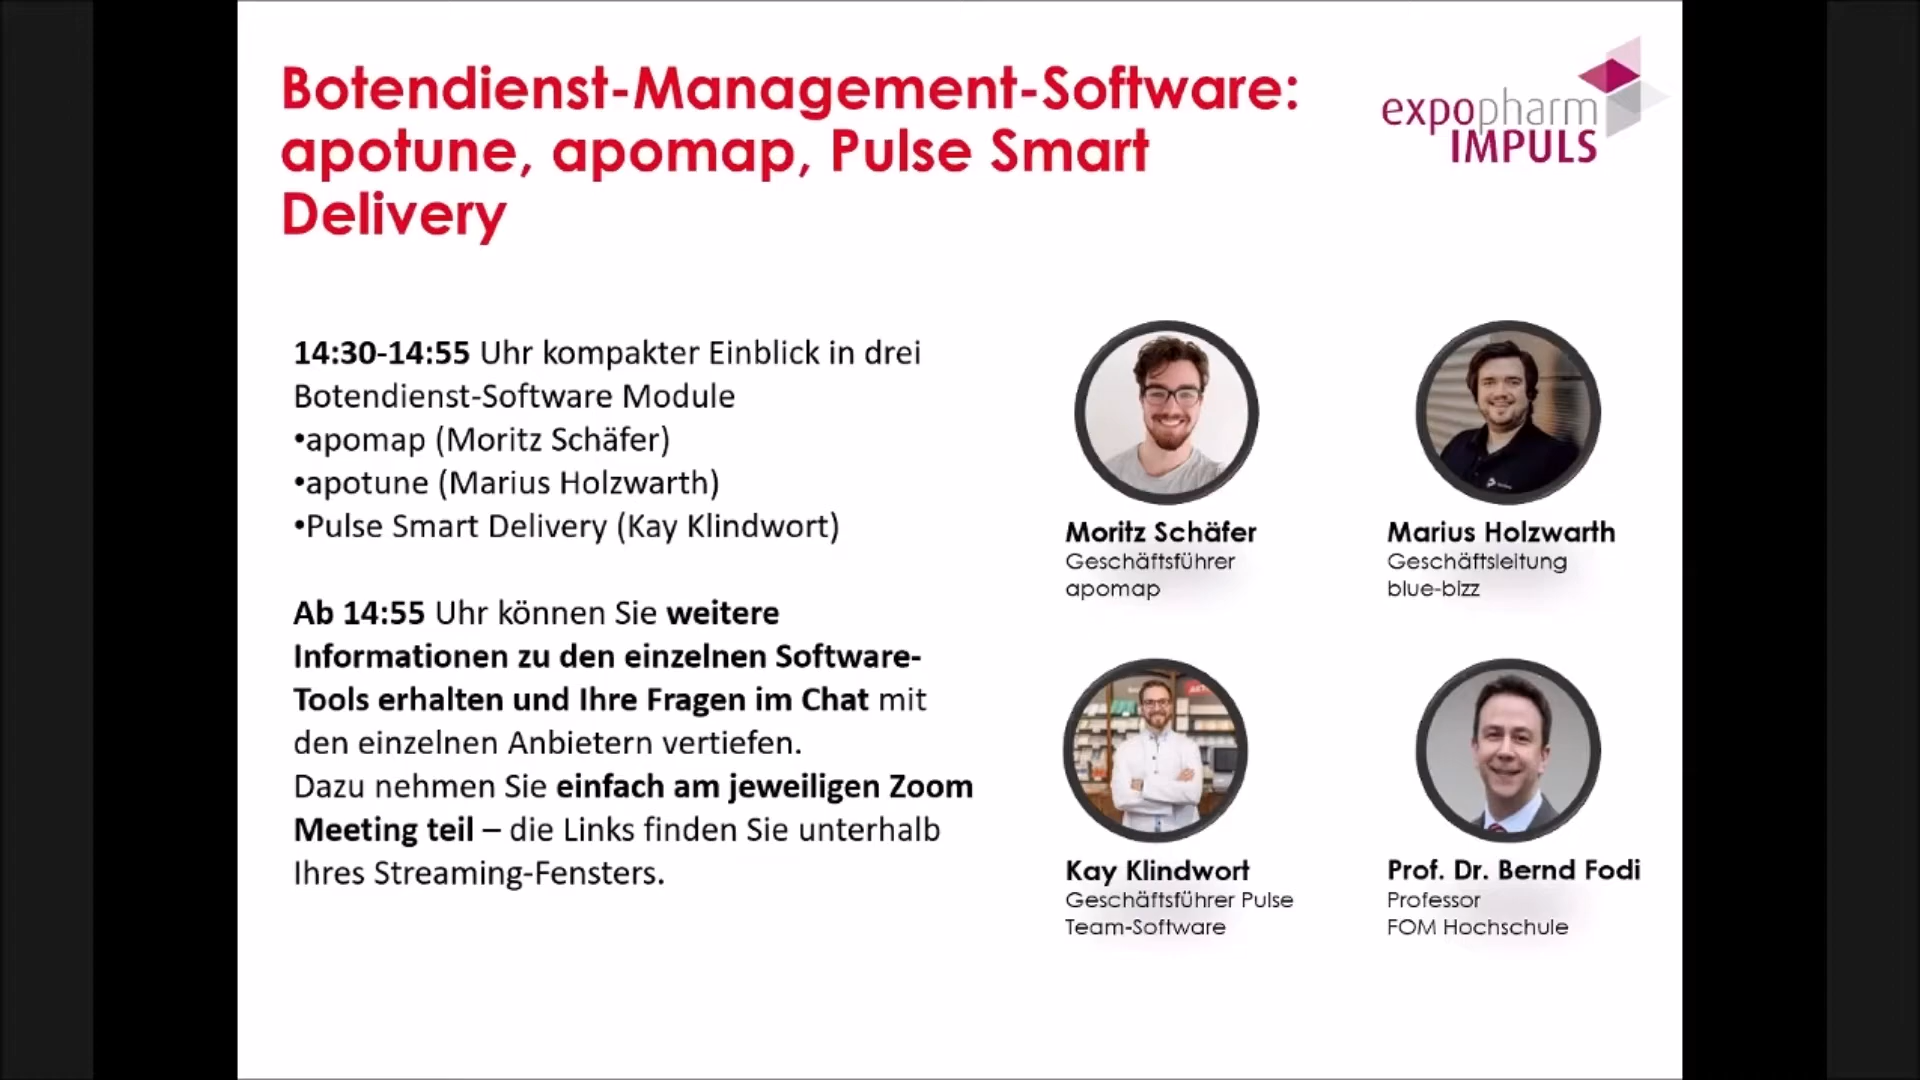 Botendienst-Management-Software:
apotune, apomap, Pulse Smart
Delivery
expopharm
IMPULS
14:30-14:55 Uhr kompakter Einblick in drei
Botendienst-Software Module
•apomap (Moritz Schäfer)
•apotune (Marius Holzwarth)
•Pulse Smart Delivery (Kay Klindwort)
Ab 14:55 Uhr können Sie weitere
Informationen zu den einzelnen Software-
Tools erhalten und Ihre Fragen im Chat mit
den einzelnen Anbietern vertiefen.
Dazu nehmen Sie einfach am jeweiligen Zoom
Meeting teil – die Links finden Sie unterhalb
Ihres Streaming-Fensters.
Moritz Schäfer
Geschäftsführer
apomap
Marius Holzwarth
Geschäftsleitung
blue-bizz
Kay Klindwort
Geschäftsführer Pulse
Team-Software
Prof. Dr. Bernd Fodi
Professor
FOM Hochschule